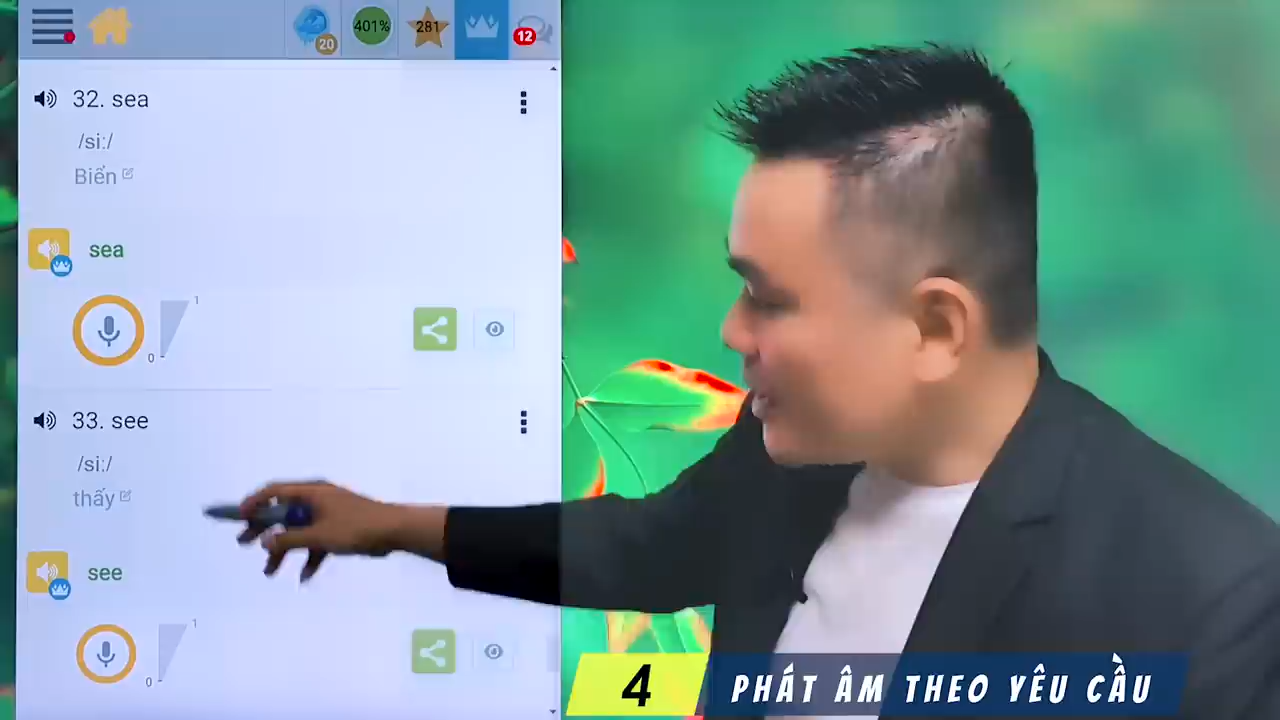 20
401%
281
12
32. sea
/si:/
Biển
sea
1
0
33. see
/si:/
thấy
see
1
0
4 PHÁT ÂM THEO YÊU CẦU